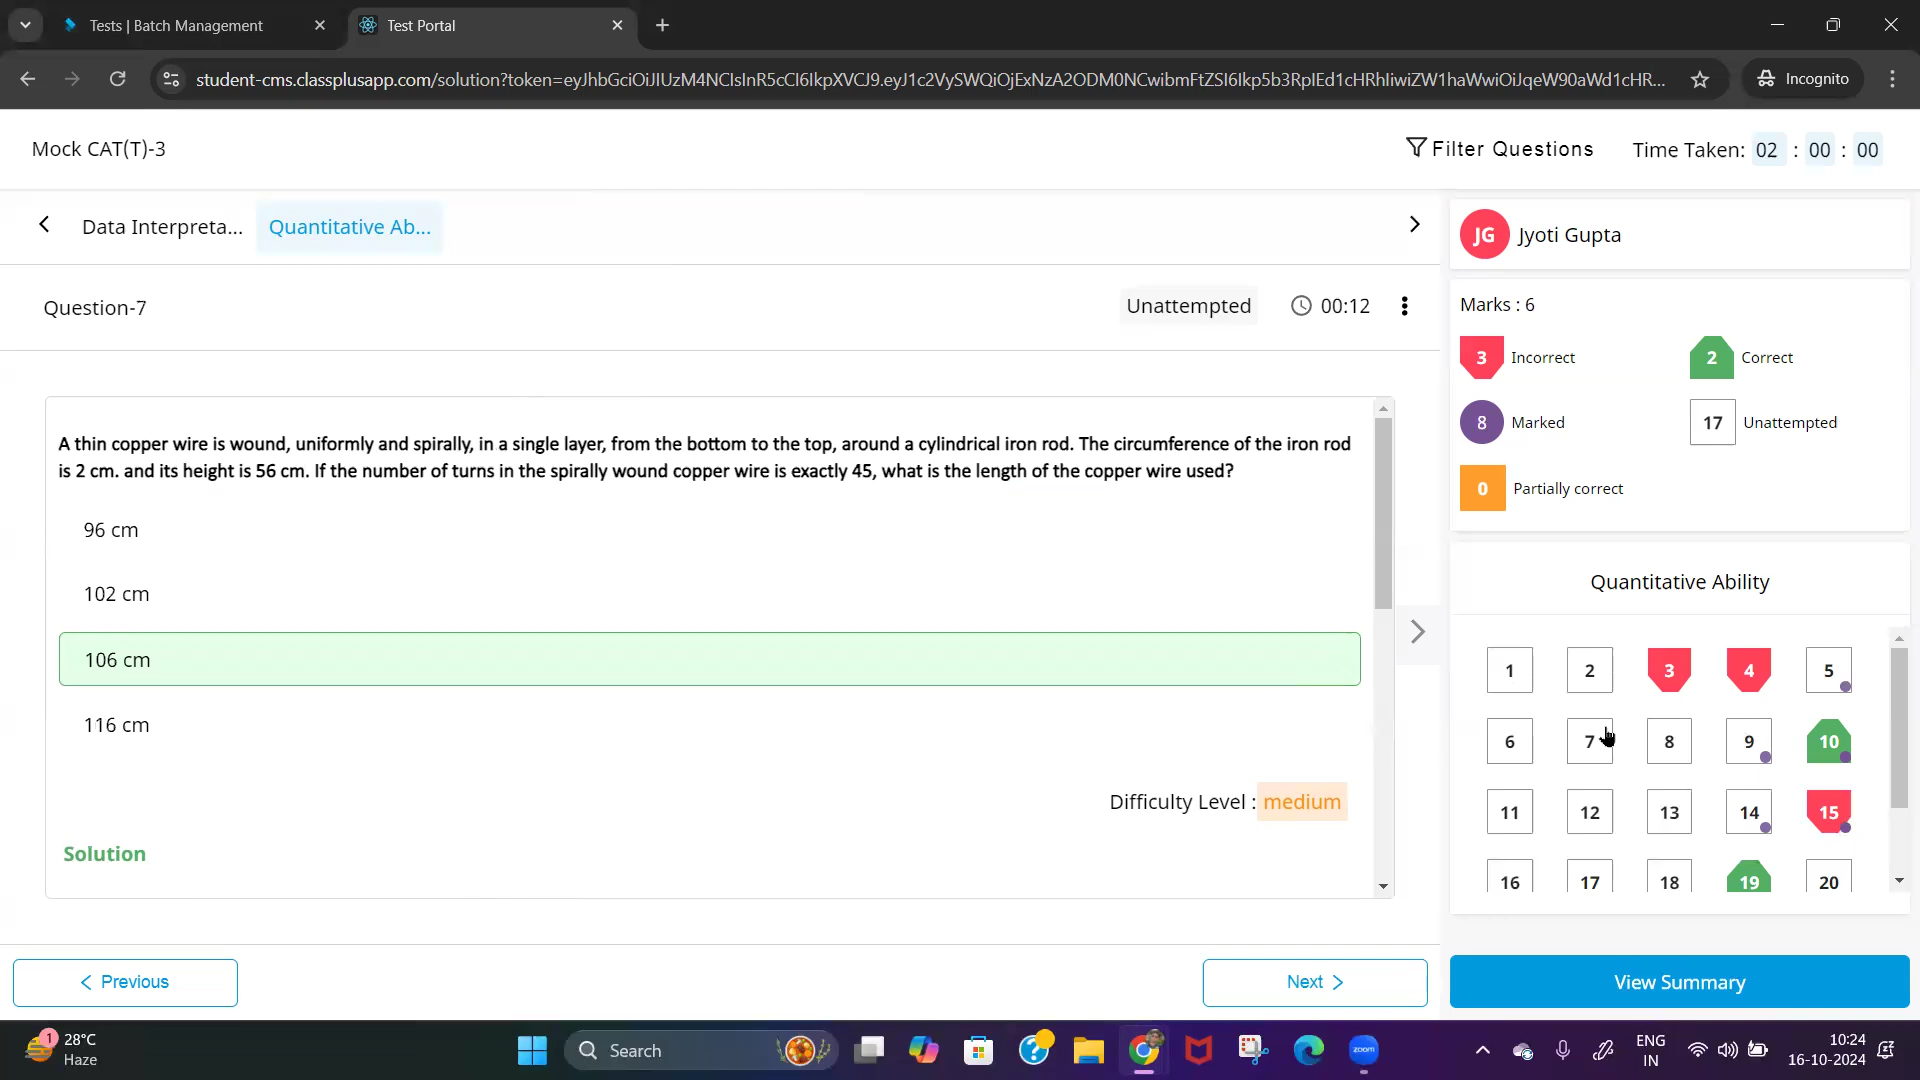 Tests | Batch Management
Test Portal
student-cms.classplusapp.com/solution?token=eyJhbGciOiJIUzM4NCIsInR5cCI6IkpXVCJ9.eyJ1c2VySWQiOjExNzA2ODM0NCwibmFtZSI6Ikp5b3RpIEd1cHRhIiwiZW1haWwiOiJqeW90aWd1cHR...
Incognito
Mock CAT(T)-3
Filter Questions
Time Taken: 02 : 00 : 00
Data Interpreta...
Quantitative Ab...
JG Jyoti Gupta
Question-7
Unattempted
00:12
Marks : 6
3 Incorrect
2 Correct
8 Marked
17 Unattempted
0 Partially correct
A thin copper wire is wound, uniformly and spirally, in a single layer, from the bottom to the top, around a cylindrical iron rod. The circumference of the iron rod
is 2 cm. and its height is 56 cm. If the number of turns in the spirally wound copper wire is exactly 45, what is the length of the copper wire used?
96 cm
102 cm
106 cm
116 cm
Difficulty Level : medium
Solution
Quantitative Ability
1 2 3 4 5
6 7 8 9 10
11 12 13 14 15
16 17 18 19 20
Previous
Next
View Summary
1
28°C
Haze
Search
zoom
ENG
IN
10:24
16-10-2024